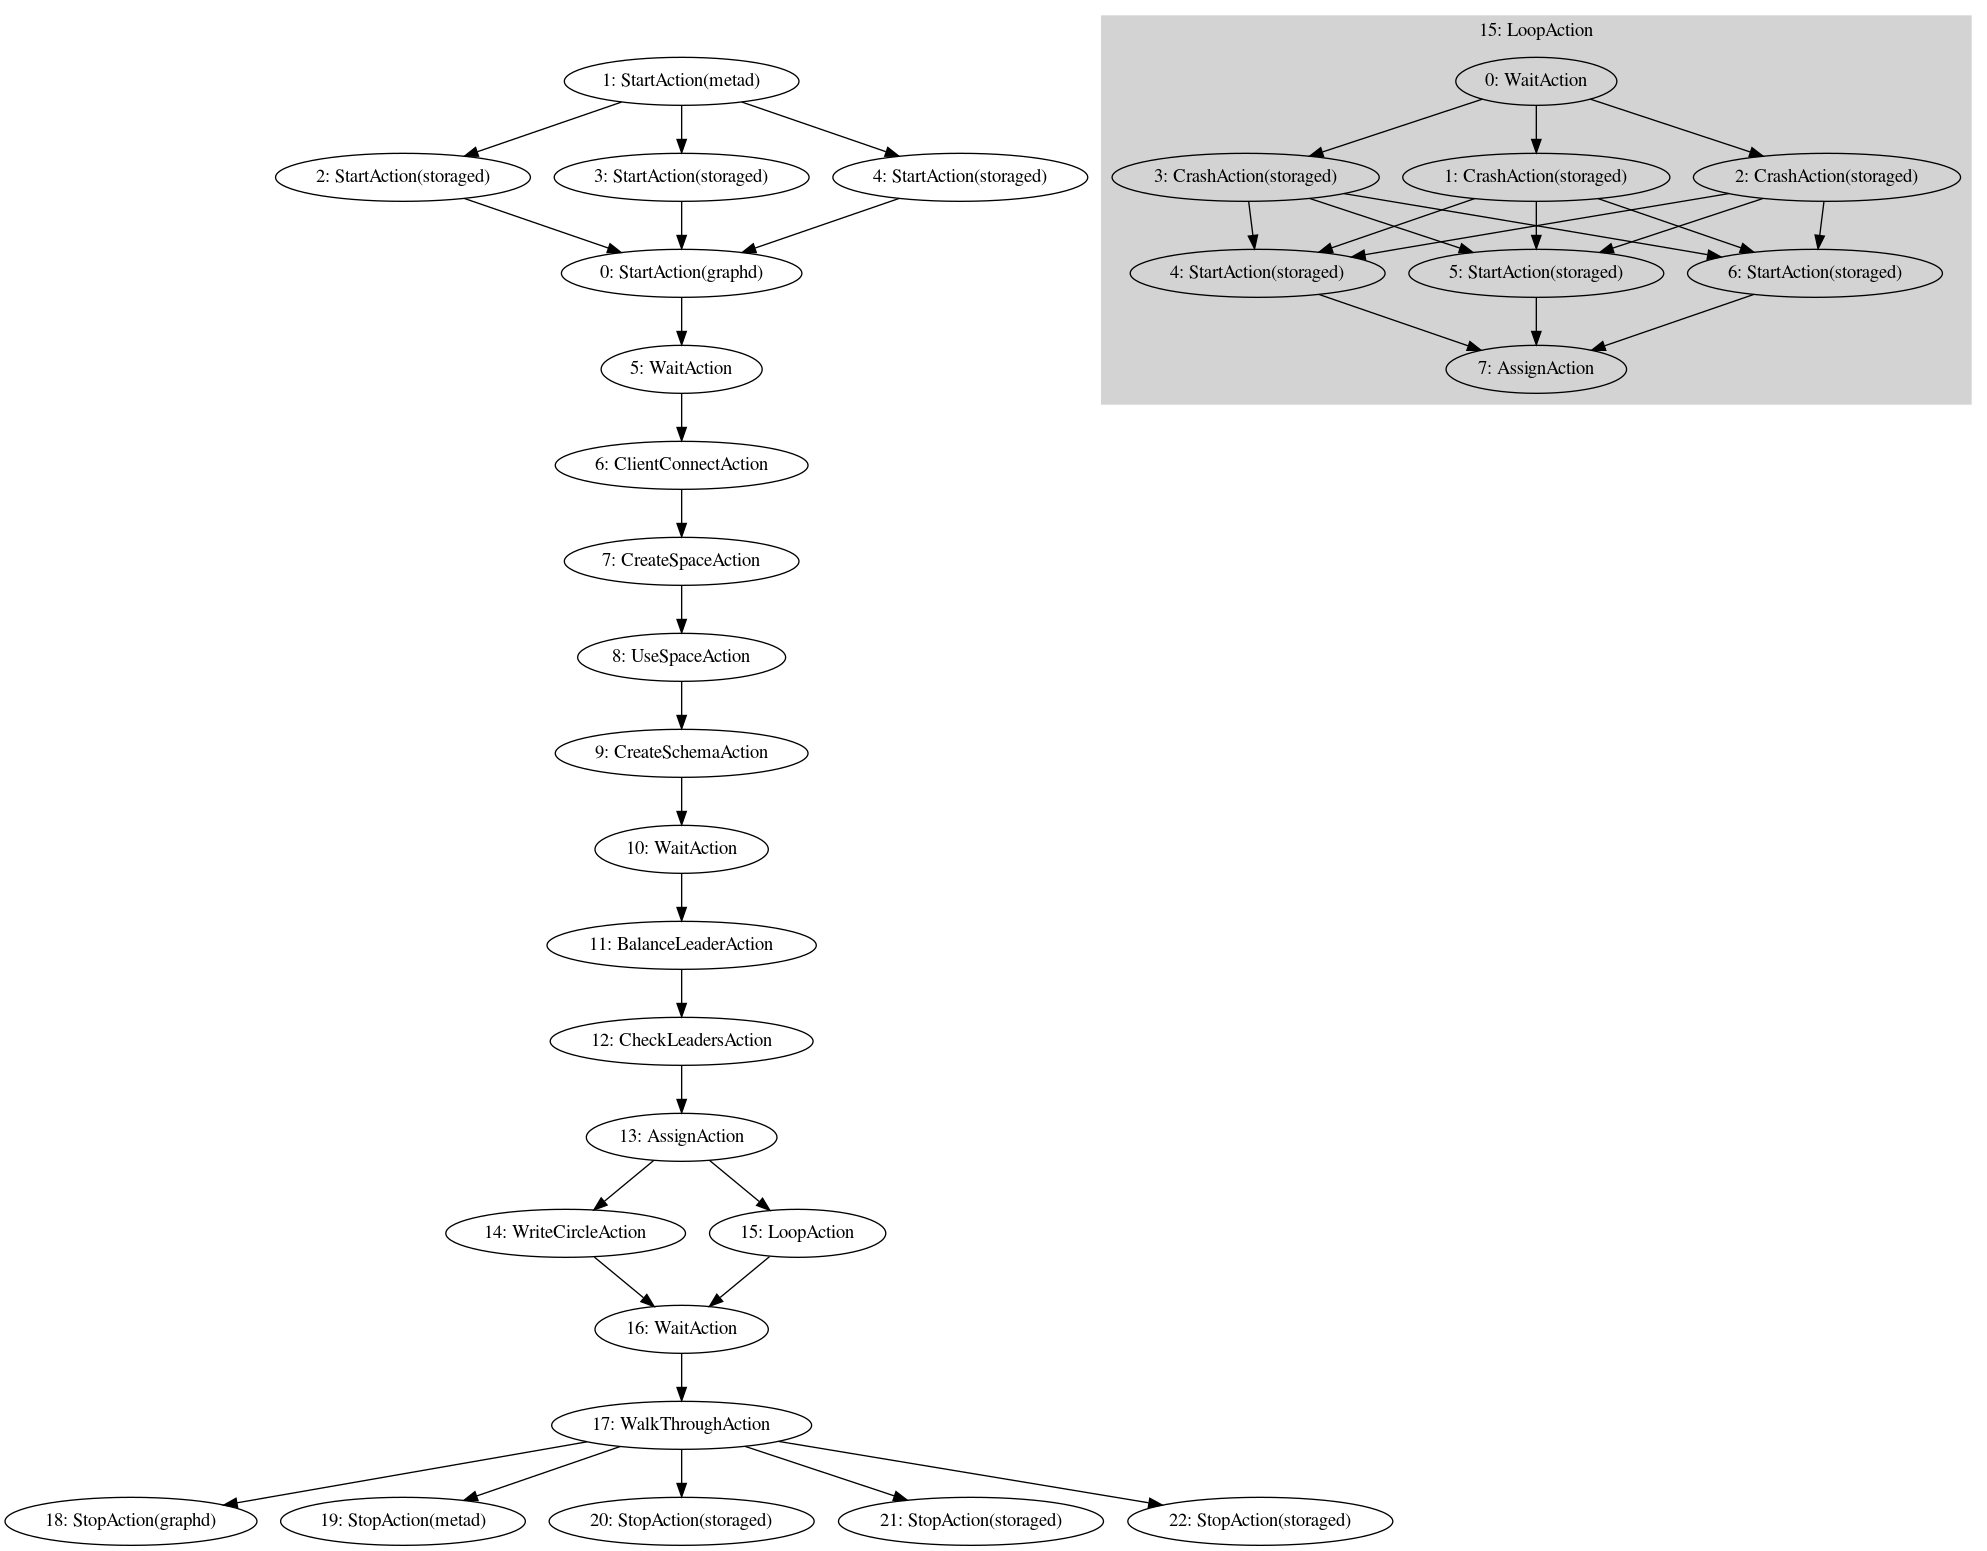 15: LoopAction
1: StartAction(metad)
0: WaitAction
2: StartAction(storaged)
3: StartAction(storaged)
4: StartAction(storaged)
3: CrashAction(storaged)
1: CrashAction(storaged)
2: CrashAction(storaged)
0: StartAction(graphd)
4: StartAction(storaged)
5: StartAction(storaged)
6: StartAction(storaged)
5: WaitAction
7: AssignAction
6: ClientConnectAction
7: CreateSpaceAction
8: UseSpaceAction
9: CreateSchemaAction
10: WaitAction
11: BalanceLeaderAction
12: CheckLeadersAction
13: AssignAction
14: WriteCircleAction
15: LoopAction
16: WaitAction
17: WalkThroughAction
18: StopAction(graphd)
19: StopAction(metad)
20: StopAction(storaged)
21: StopAction(storaged)
22: StopAction(storaged)